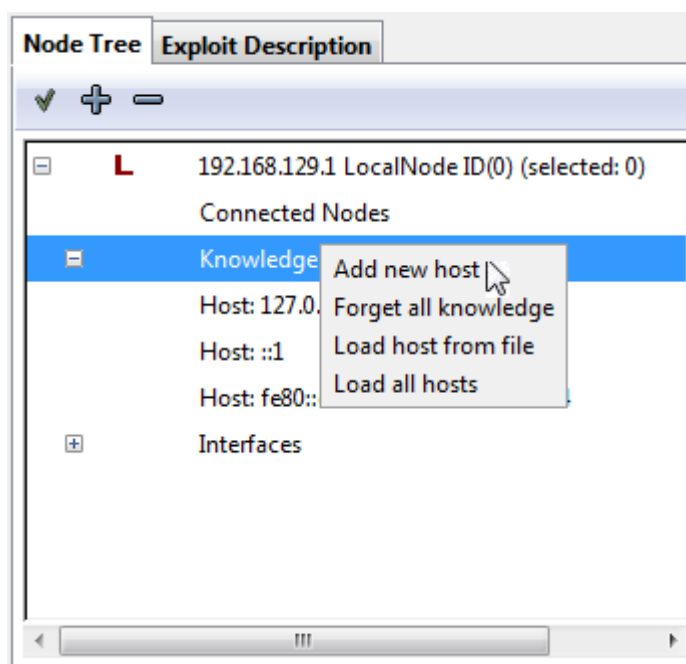 Node Tree Exploit Description
L 192.168.129.1 LocalNode ID(0) (selected: 0)
Connected Nodes
Knowledge
Add new host
Host: 127.0.
Forget all knowledge
Host: ::1
Load host from file
Host: fe80::
Load all hosts
Interfaces